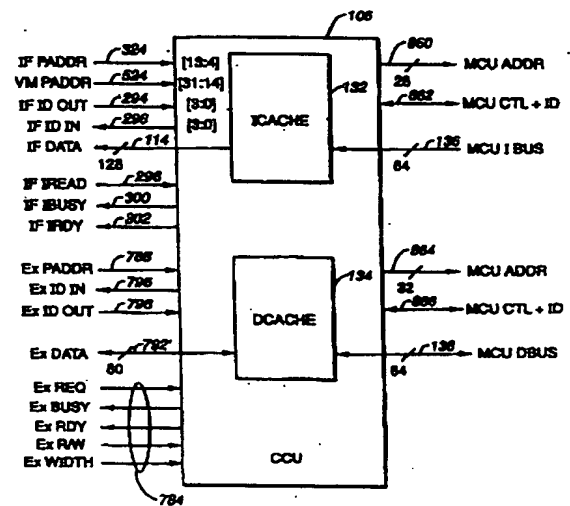 106
IF PADDR 324 [13:4] 860 MCU ADDR
26
VM PADDR 524 [31:14] 132
IF ID OUT 294 [3:0] 862 MCU CTL + ID
IF ID IN 296 [3:0] ICACHE
IF DATA 114 136 MCU I BUS
128 64
IF IREAD 298
IF IBUSY 300
IF IRDY 302
Ex PADDR 788 864 MCU ADDR
134 32
Ex ID IN 796
Ex ID OUT 796 DCACHE 866 MCU CTL + ID
Ex DATA 792' 136 MCU DBUS
80 64
Ex REQ
Ex BUSY
Ex RDY
Ex R/W
Ex WIDTH CCU
784